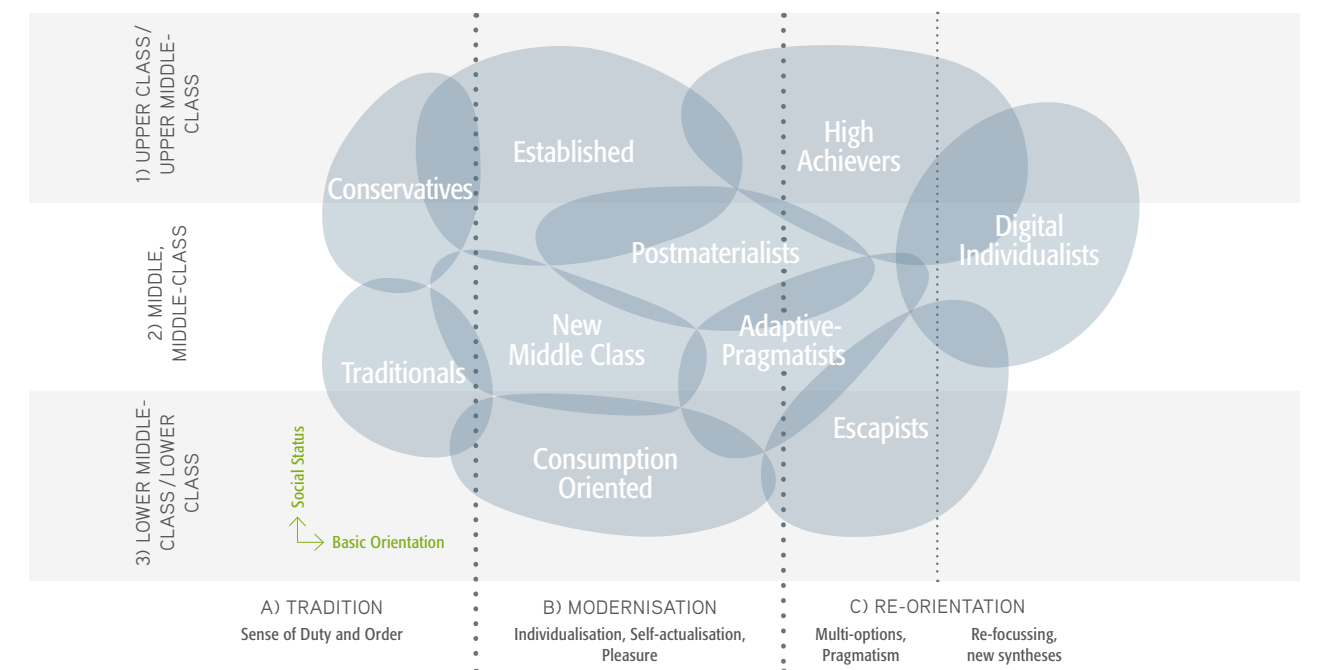 1) UPPER CLASS /
UPPER MIDDLE-
CLASS
2) MIDDLE,
MIDDLE-CLASS
3) LOWER MIDDLE-
CLASS / LOWER
CLASS
Established
High
Achievers
Conservatives
Digital
Individualists
Postmaterialists
New
Middle Class
Adaptive-
Pragmatists
Traditionals
Escapists
Consumption
Oriented
Social Status
Basic Orientation
A) TRADITION
Sense of Duty and Order
B) MODERNISATION
Individualisation, Self-actualisation,
Pleasure
C) RE-ORIENTATION
Multi-options,
Pragmatism
Re-focussing,
new syntheses